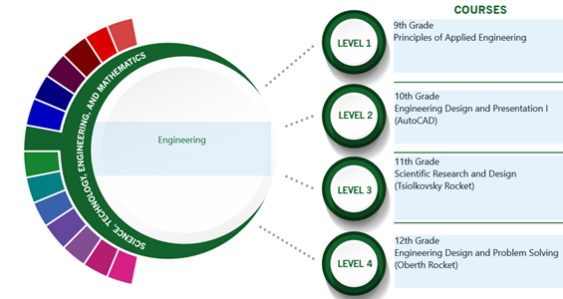 COURSES
SCIENCE, TECHNOLOGY, ENGINEERING, AND MATHEMATICS
Engineering
LEVEL 1
9th Grade
Principles of Applied Engineering
LEVEL 2
10th Grade
Engineering Design and Presentation I
(AutoCAD)
LEVEL 3
11th Grade
Scientific Research and Design
(Tsiolkovsky Rocket)
LEVEL 4
12th Grade
Engineering Design and Problem Solving
(Oberth Rocket)